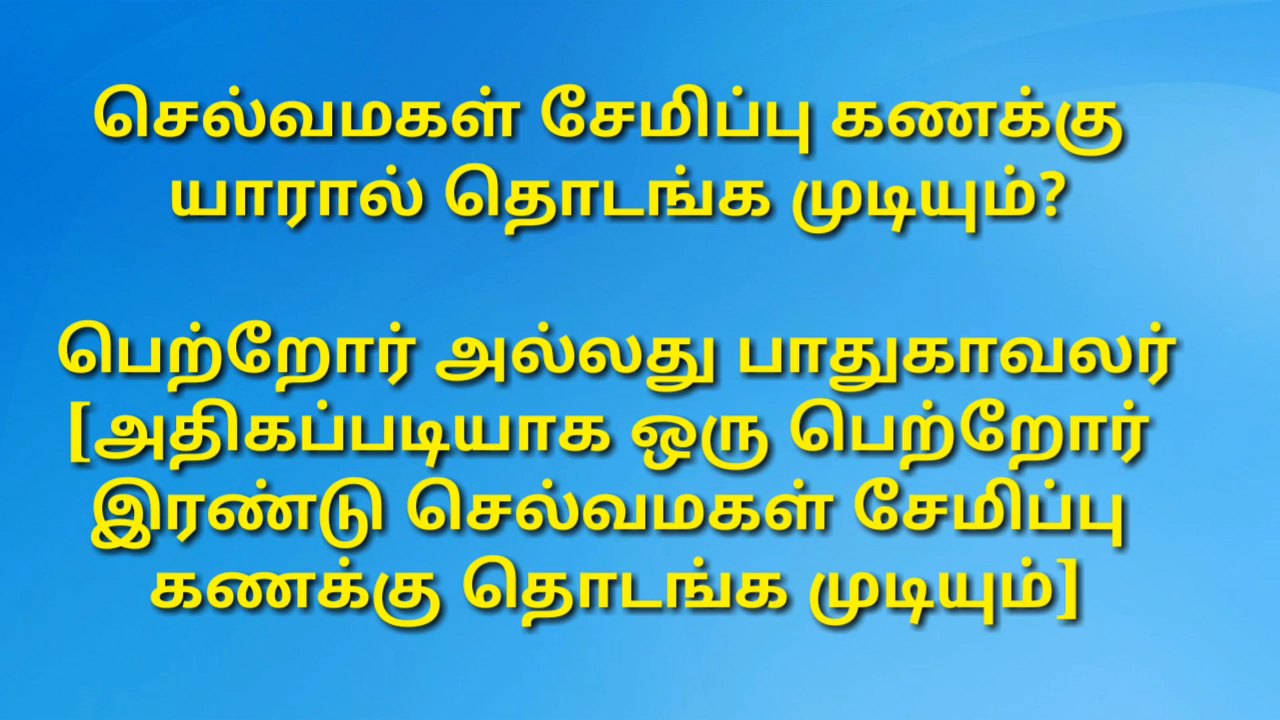 செல்வமகள் சேமிப்பு கணக்கு
யாரால் தொடங்க முடியும்?
பெற்றோர் அல்லது பாதுகாவலர்
[அதிகப்படியாக ஒரு பெற்றோர்
இரண்டு செல்வமகள் சேமிப்பு
கணக்கு தொடங்க முடியும்]